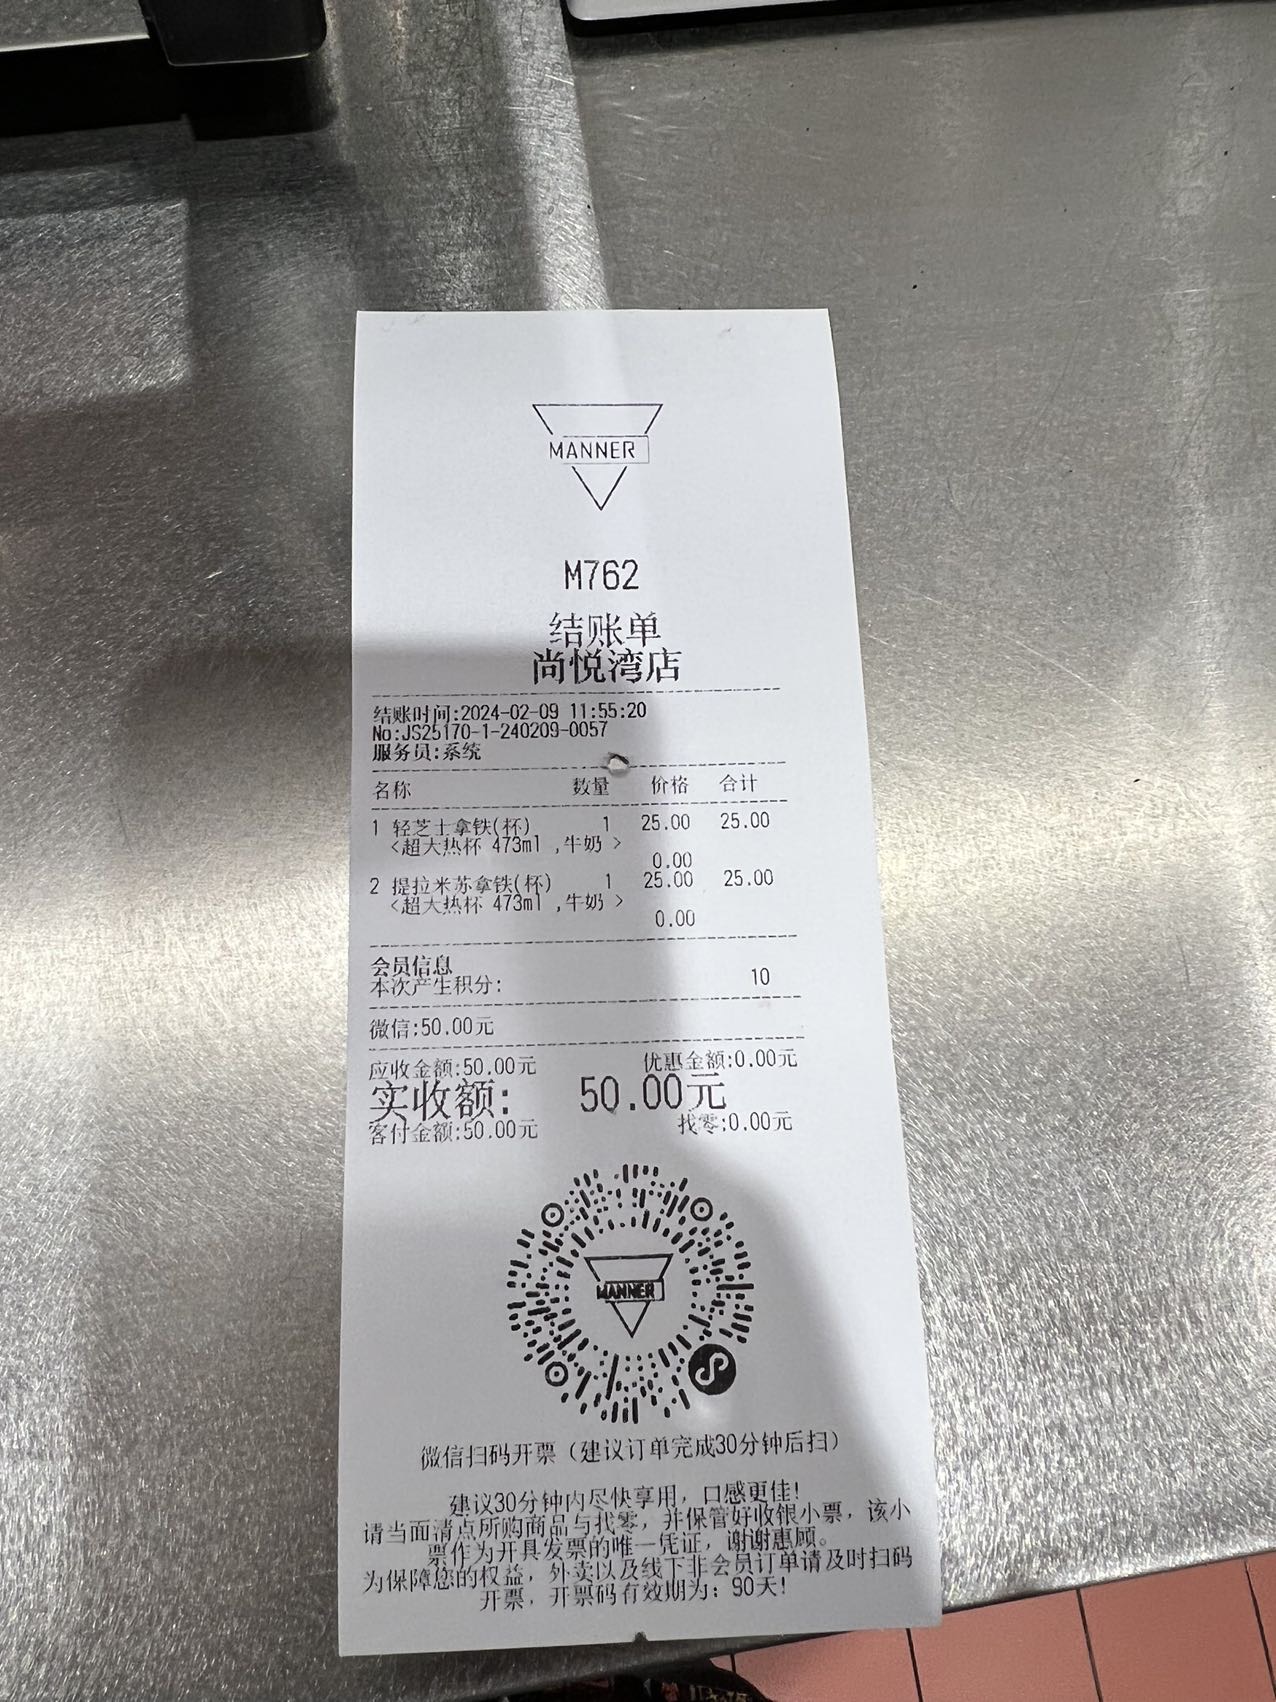 MANNER
M762
结账单
尚悦湾店
结账时间:2024-02-09 11:55:20
No:JS25170-1-240209-0057
服务员:系统
名称 数量 价格 合计
1 轻芝士拿铁(杯) 1 25.00 25.00
<超大热杯 473ml ,牛奶 >
0.00
2 提拉米苏拿铁(杯) 1 25.00 25.00
<超大热杯 473ml ,牛奶 >
0.00
会员信息
本次产生积分: 10
微信:50.00元
应收金额:50.00元 优惠金额:0.00元
实收额: 50.00元
客付金额:50.00元 找零:0.00元
MANNER
微信扫码开票（建议订单完成30分钟后扫）
建议30分钟内尽快享用，口感更佳!
请当面清点所购商品与找零，并保管好收银小票，该小
票作为开具发票的唯一凭证，谢谢惠顾。
为保障您的权益，外卖以及线下非会员订单请及时扫码
开票，开票码有效期为：90天!